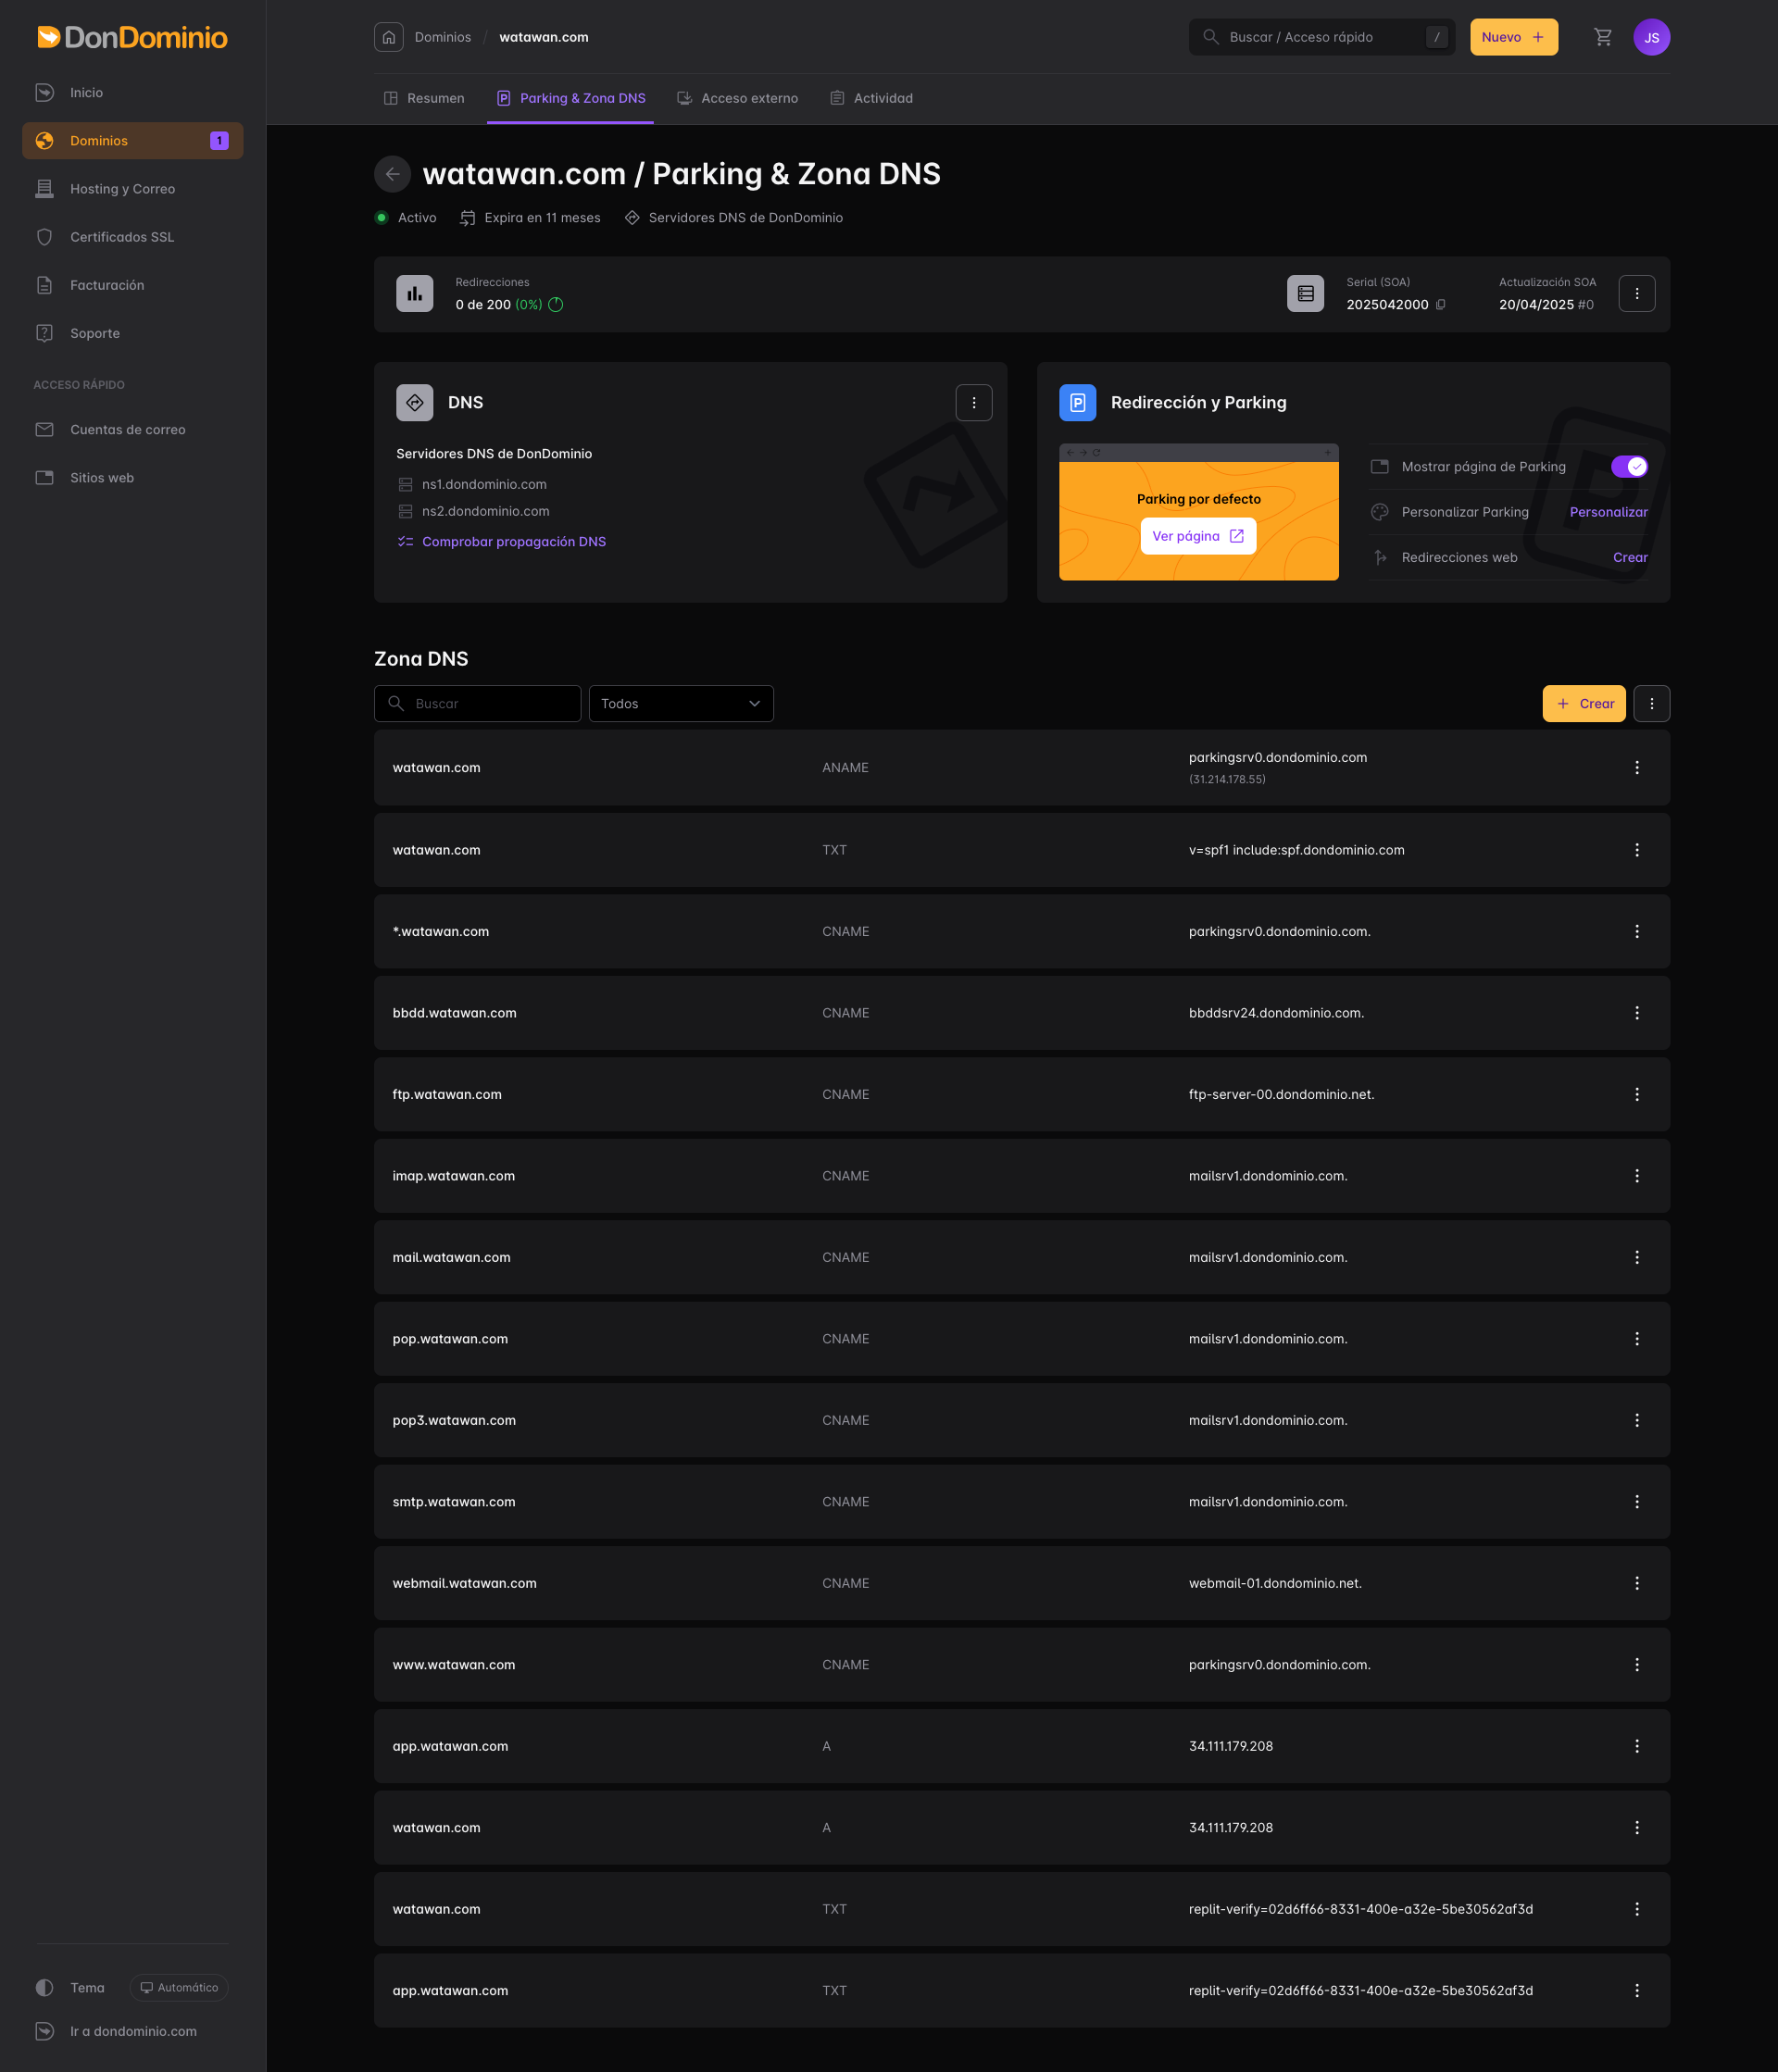 DonDominio
Inicio
Dominios 1
Hosting y Correo
Certificados SSL
Facturación
Soporte
ACCESO RÁPIDO
Cuentas de correo
Sitios web
Tema Automático
Ir a dondominio.com
Dominios / watawan.com
Buscar / Acceso rápido /
Nuevo
JS
Resumen Parking & Zona DNS Acceso externo Actividad
watawan.com / Parking & Zona DNS
Activo Expira en 11 meses Servidores DNS de DonDominio
Redirecciones
0 de 200 (0%)
Serial (SOA)
2025042000
Actualización SOA
20/04/2025 #0
DNS
Servidores DNS de DonDominio
ns1.dondominio.com
ns2.dondominio.com
Comprobar propagación DNS
Redirección y Parking
Parking por defecto
Ver página
Mostrar página de Parking
Personalizar Parking Personalizar
Redirecciones web Crear
Zona DNS
Buscar Todos Crear
watawan.com ANAME parkingsrv0.dondominio.com
(31.214.178.55)
watawan.com TXT v=spf1 include:spf.dondominio.com
*.watawan.com CNAME parkingsrv0.dondominio.com.
bbdd.watawan.com CNAME bbddsrv24.dondominio.com.
ftp.watawan.com CNAME ftp-server-00.dondominio.net.
imap.watawan.com CNAME mailsrv1.dondominio.com.
mail.watawan.com CNAME mailsrv1.dondominio.com.
pop.watawan.com CNAME mailsrv1.dondominio.com.
pop3.watawan.com CNAME mailsrv1.dondominio.com.
smtp.watawan.com CNAME mailsrv1.dondominio.com.
webmail.watawan.com CNAME webmail-01.dondominio.net.
www.watawan.com CNAME parkingsrv0.dondominio.com.
app.watawan.com A 34.111.179.208
watawan.com A 34.111.179.208
watawan.com TXT replit-verify=02d6ff66-8331-400e-a32e-5be30562af3d
app.watawan.com TXT replit-verify=02d6ff66-8331-400e-a32e-5be30562af3d